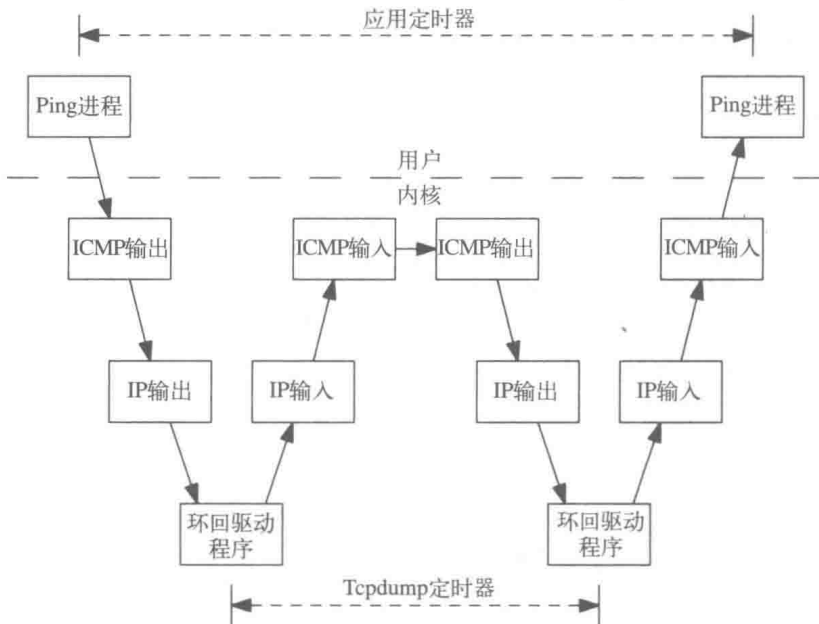 应用定时器
Ping进程
Ping进程
用户
内核
ICMP输出
ICMP输入
ICMP输出
ICMP输入
IP输出
IP输入
IP输出
IP输入
环回驱动
程序
环回驱动
程序
Tcpdump定时器